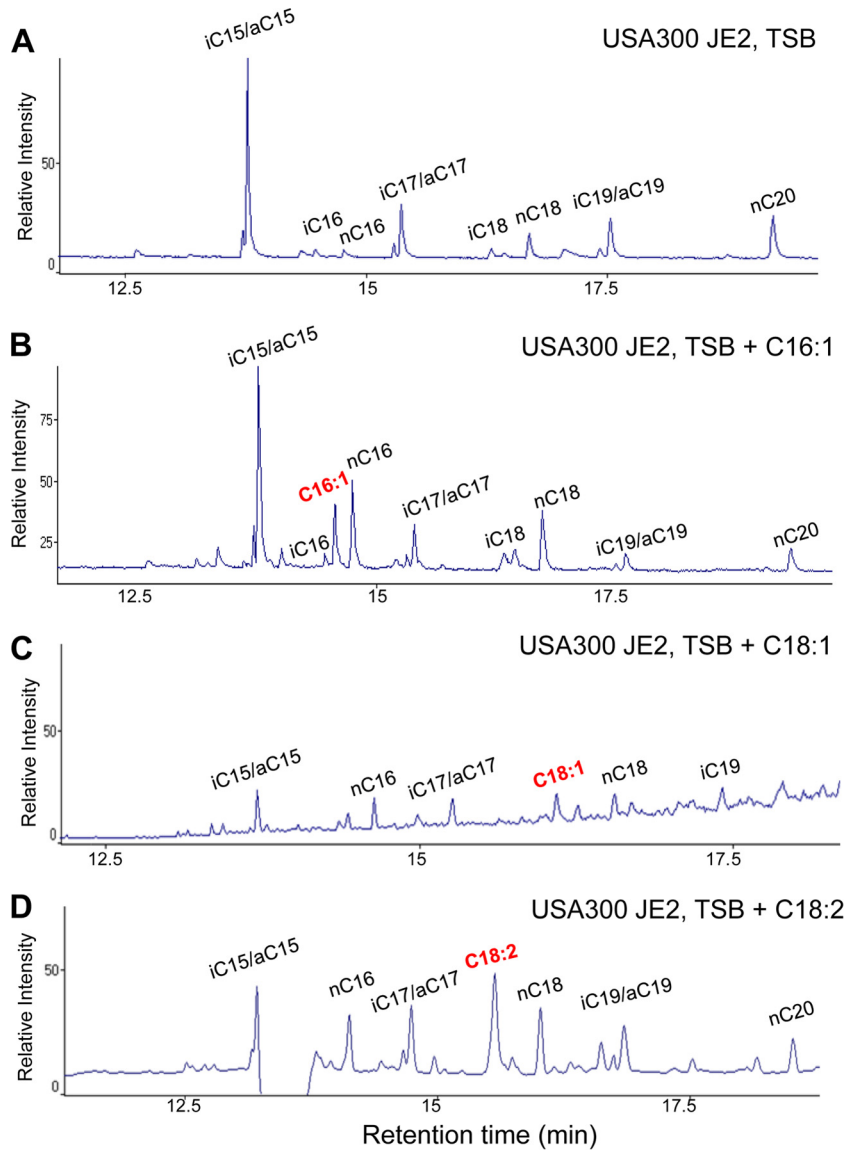 A
USA300 JE2, TSB
iC15/aC15
iC16
nC16
iC17/aC17
iC18
nC18
iC19/aC19
nC20
Relative Intensity
50
0
12.5
15
17.5
B
USA300 JE2, TSB + C16:1
iC15/aC15
iC16
C16:1
nC16
iC17/aC17
iC18
nC18
iC19/aC19
nC20
Relative Intensity
75
50
25
12.5
15
17.5
C
USA300 JE2, TSB + C18:1
iC15/aC15
nC16
iC17/aC17
C18:1
nC18
iC19
Relative Intensity
50
0
12.5
15
17.5
D
USA300 JE2, TSB + C18:2
iC15/aC15
nC16
iC17/aC17
C18:2
nC18
iC19/aC19
nC20
Relative Intensity
50
0
12.5
15
17.5
Retention time (min)